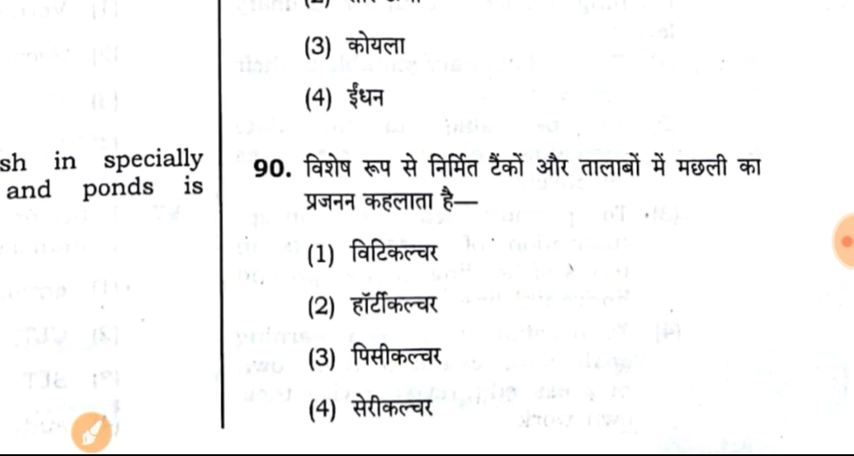 (3) कोयला
(4) ईंधन
sh in specially
and ponds is
90. विशेष रूप से निर्मित टैंकों और तालाबों में मछली का
प्रजनन कहलाता है—
(1) विटिकल्चर
(2) हॉर्टीकल्चर
(3) पिसीकल्चर
(4) सेरीकल्चर